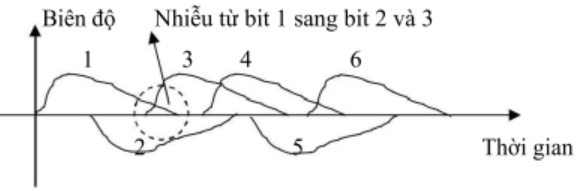 Biên độ
Nhiễu từ bit 1 sang bit 2 và 3
1
3
4
6
2
5
Thời gian